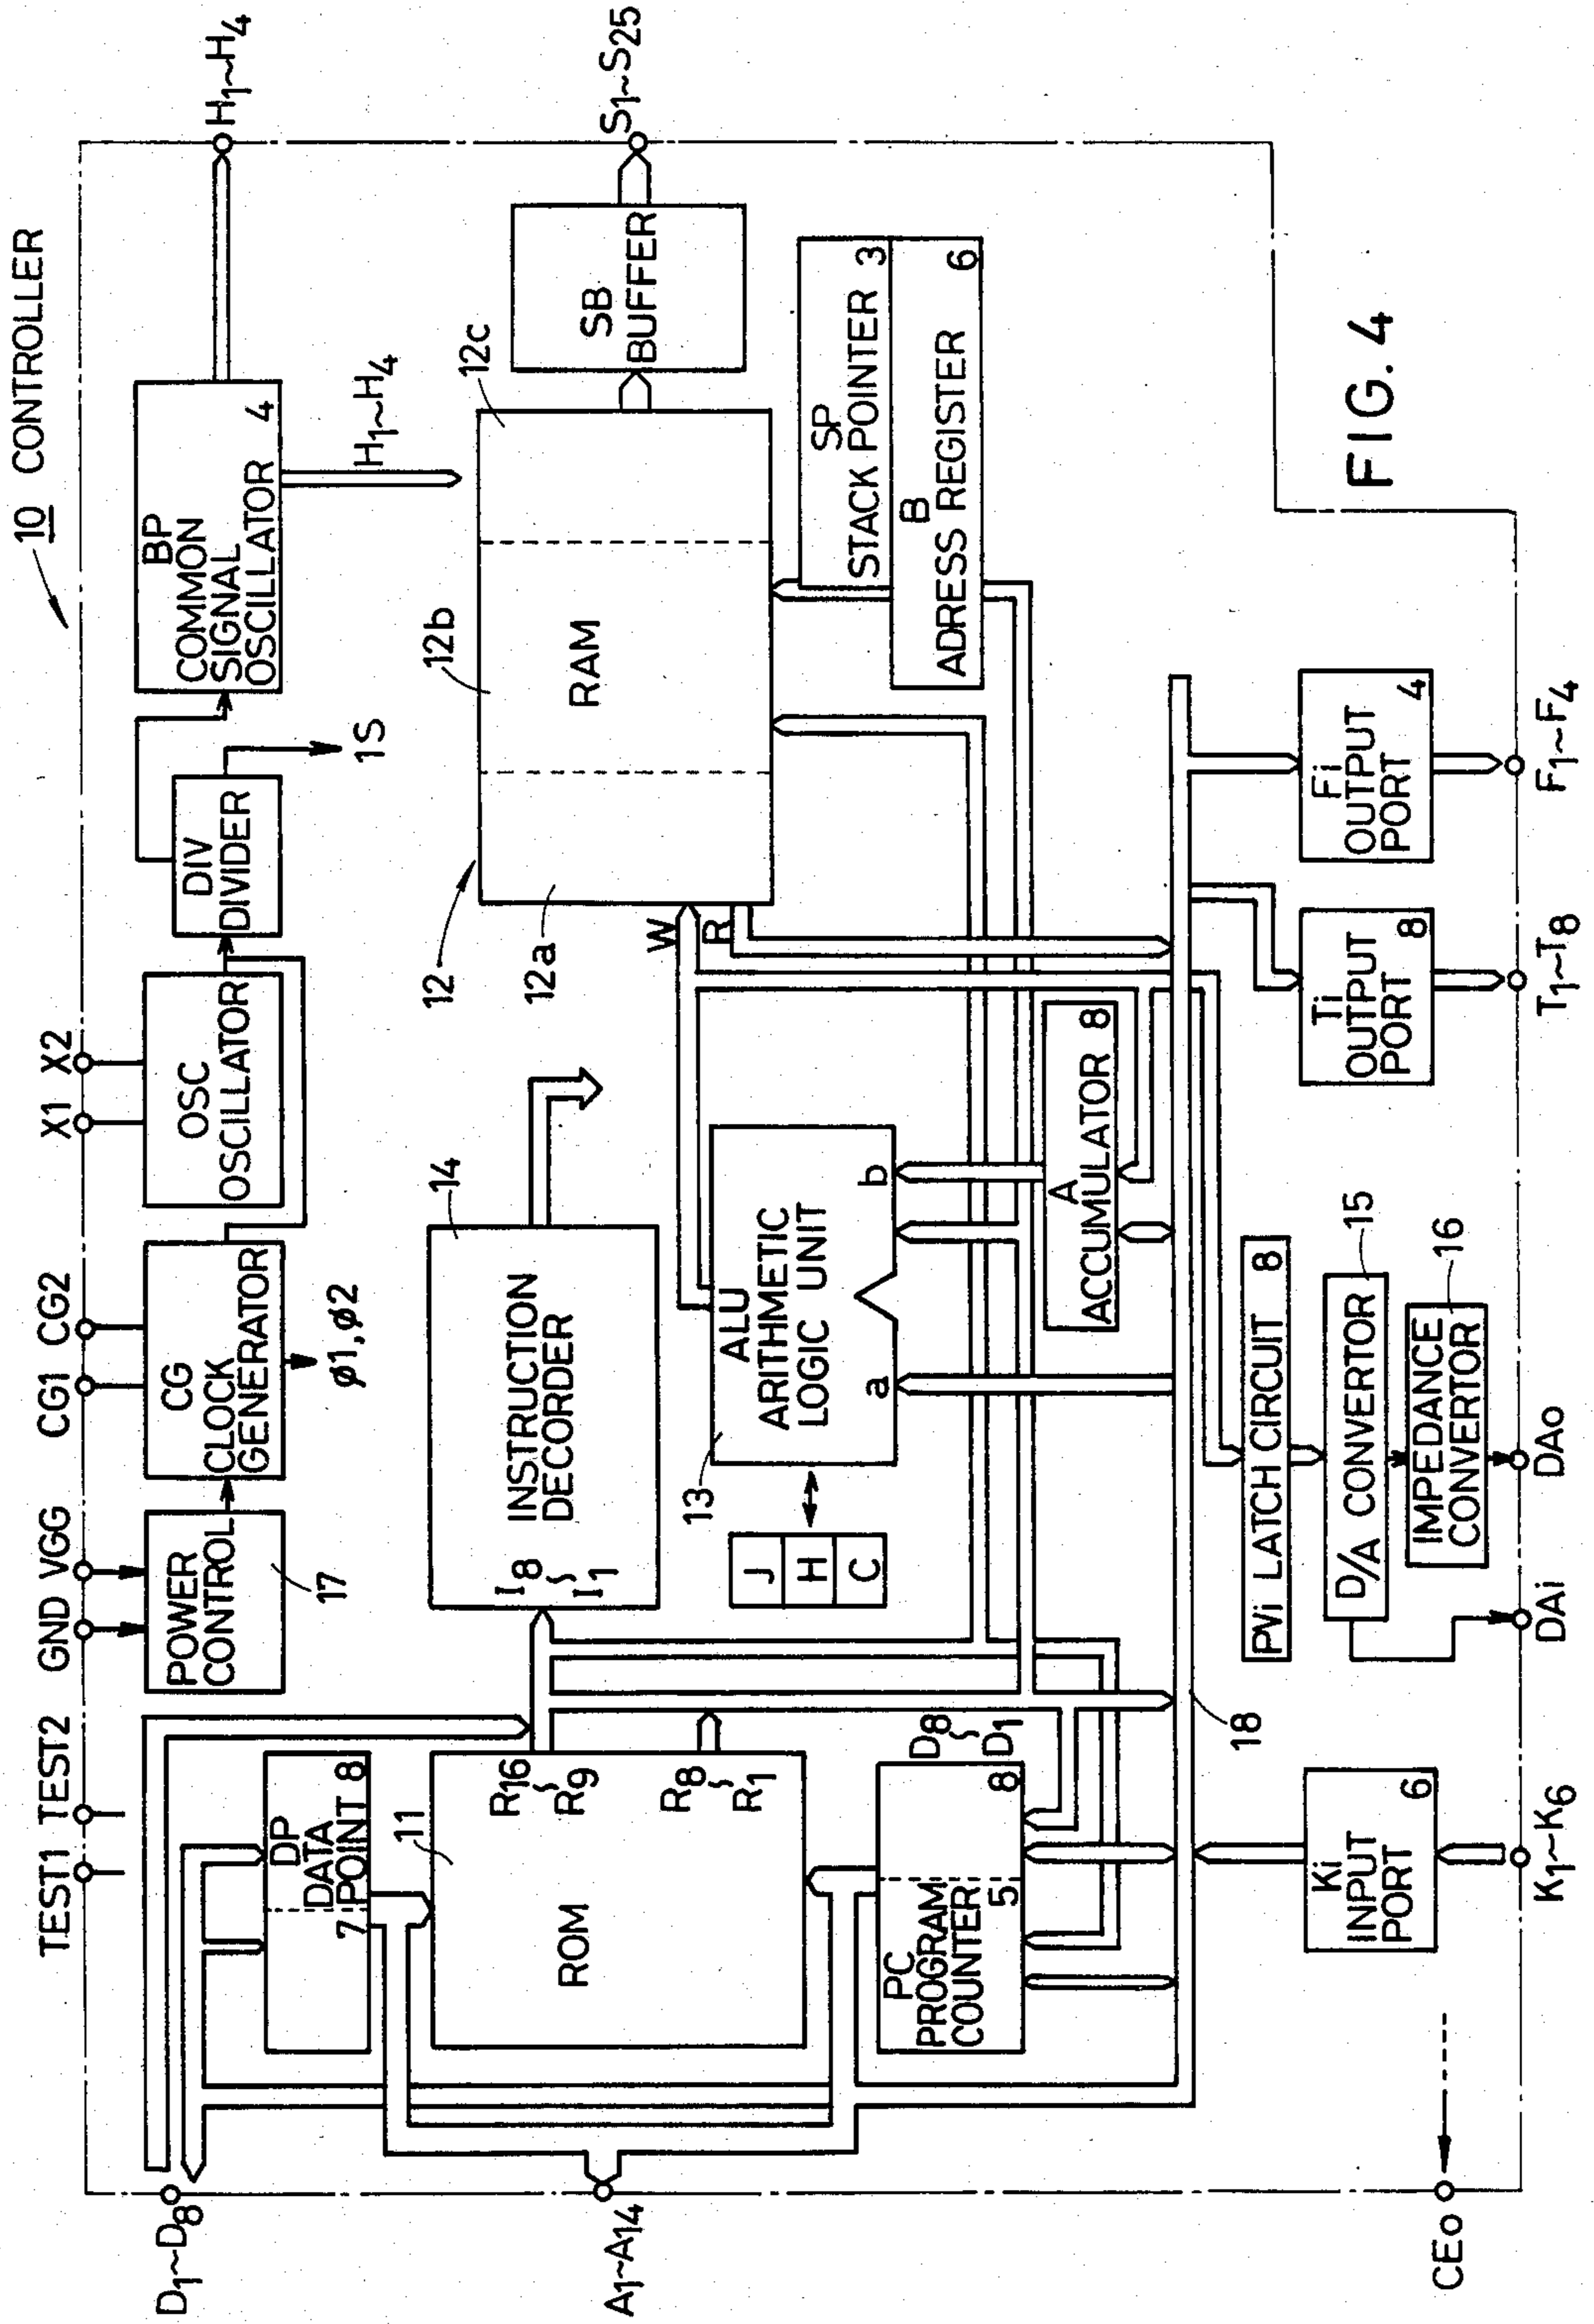 10 CONTROLLER
TEST1 TEST2 GND VGG CG1 CG2 X1 X2
POWER
CONTROL
17
CG
CLOCK
GENERATOR
ø1,ø2
OSC
OSCILLATOR
DIV
DIVIDER
1S
BP
COMMON
SIGNAL
OSCILLATOR 4
H1~H4
H1~H4
D1~D8
DP
DATA
POINT 8
7
11
ROM
R16
~
R9
R8
~
R1
A1~A14
14
INSTRUCTION
DECORDER
I8
~
I1
12
12a
12b
12c
RAM
W
R
SB
BUFFER
S1~S25
13
ALU
ARITHMETIC
LOGIC UNIT
a
b
J
H
C
SP
STACK POINTER 3
B
ADRESS REGISTER 6
PC
PROGRAM
COUNTER
5
8
D8
~
D1
A
ACCUMULATOR 8
18
PVi LATCH CIRCUIT 8
D/A CONVERTOR
15
IMPEDANCE
CONVERTOR
16
Ki
INPUT
PORT 6
Ti
OUTPUT
PORT 8
Fi
OUTPUT
PORT 4
CEo
K1~K6
DAi
DAo
T1~T8
F1~F4
FIG. 4